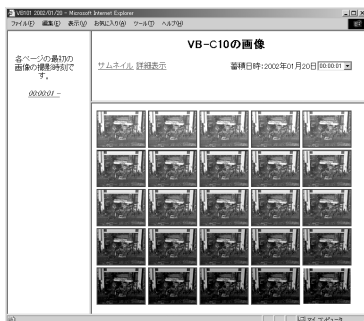 VB101 2002/01/20 - Microsoft Internet Explorer
ファイル(F) 編集(E) 表示(V) お気に入り(A) ツール(T) ヘルプ(H)
各ページの最初の
画像の撮影時刻で
す。
00:00:01 -
VB-C10の画像
サムネイル 詳細表示
蓄積日時:2002年01月20日 00:00:01
マイ コンピュータ